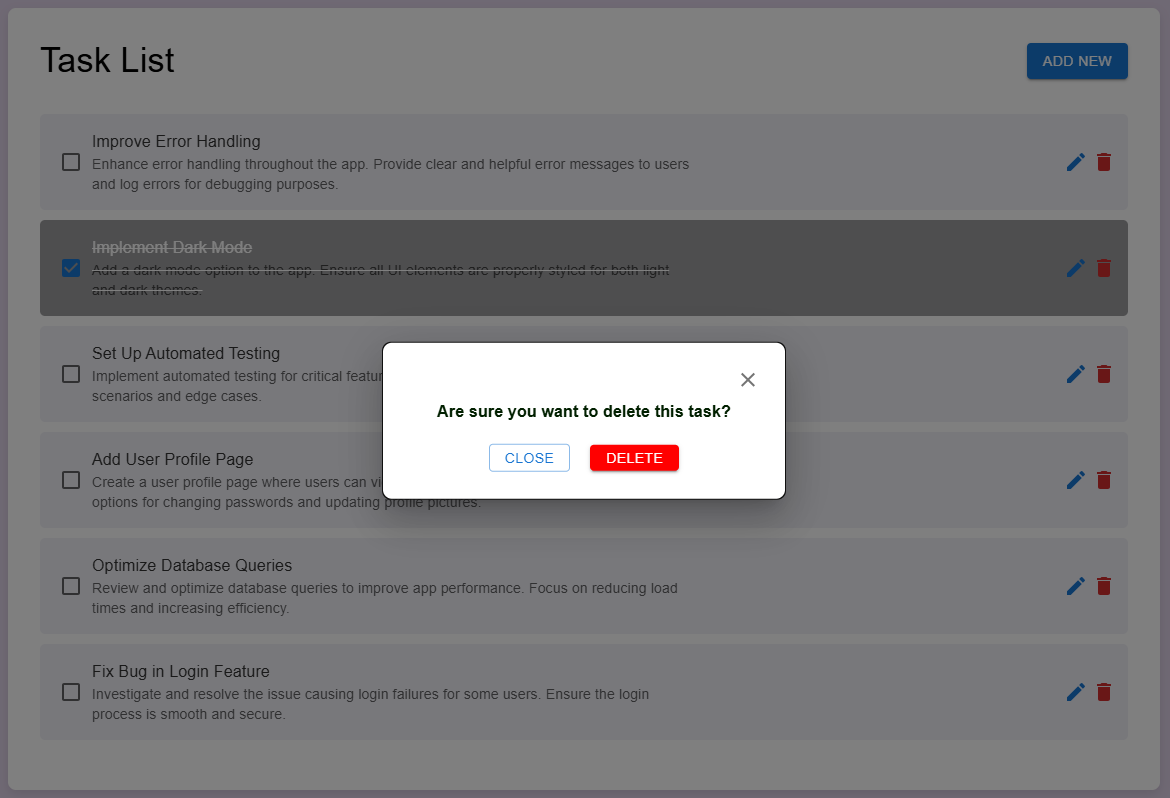 Task List
ADD NEW
Improve Error Handling
Enhance error handling throughout the app. Provide clear and helpful error messages to users
and log errors for debugging purposes.
Implement Dark Mode
Add a dark mode option to the app. Ensure all UI elements are properly styled for both light
and dark themes.
Set Up Automated Testing
Implement automated testing for critical
scenarios and edge cases.
Are sure you want to delete this task?
CLOSE
DELETE
Add User Profile Page
Create a user profile page where users can
options for changing passwords and updating profile pictures.
Optimize Database Queries
Review and optimize database queries to improve app performance. Focus on reducing load
times and increasing efficiency.
Fix Bug in Login Feature
Investigate and resolve the issue causing login failures for some users. Ensure the login
process is smooth and secure.